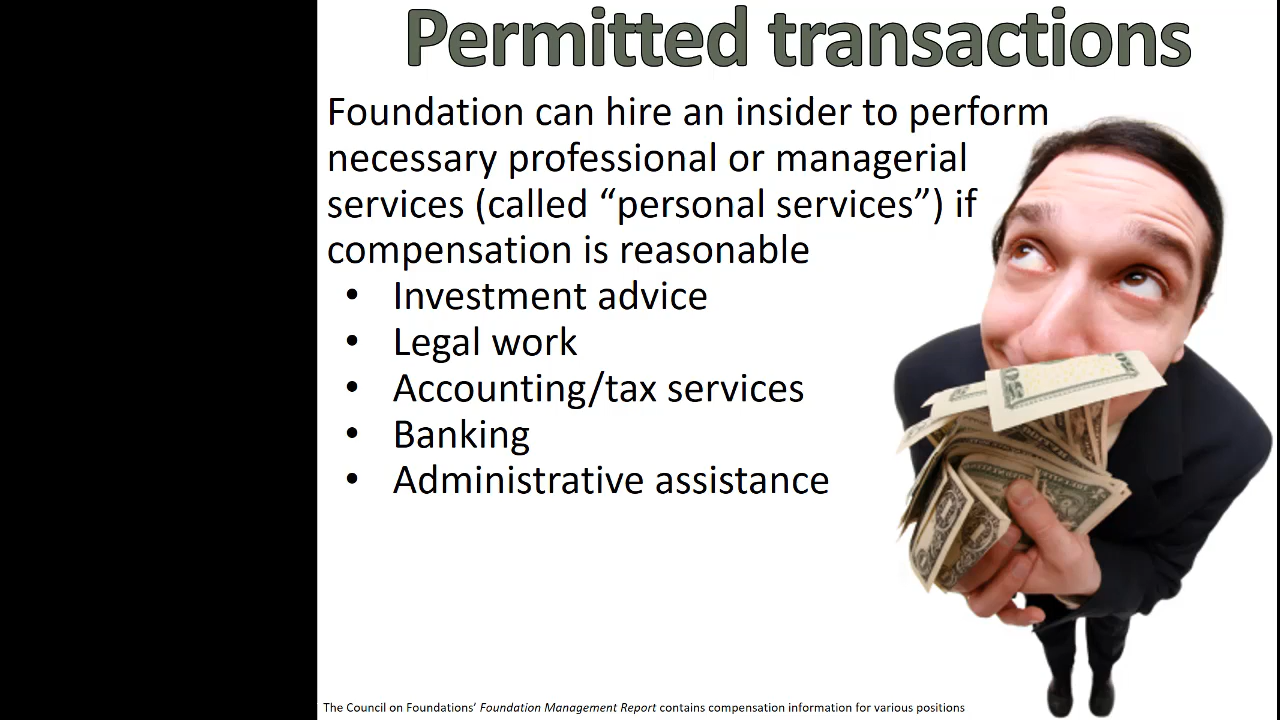 Permitted transactions
Foundation can hire an insider to perform
necessary professional or managerial
services (called “personal services”) if
compensation is reasonable
• Investment advice
• Legal work
• Accounting/tax services
• Banking
• Administrative assistance
The Council on Foundations’ Foundation Management Report contains compensation information for various positions